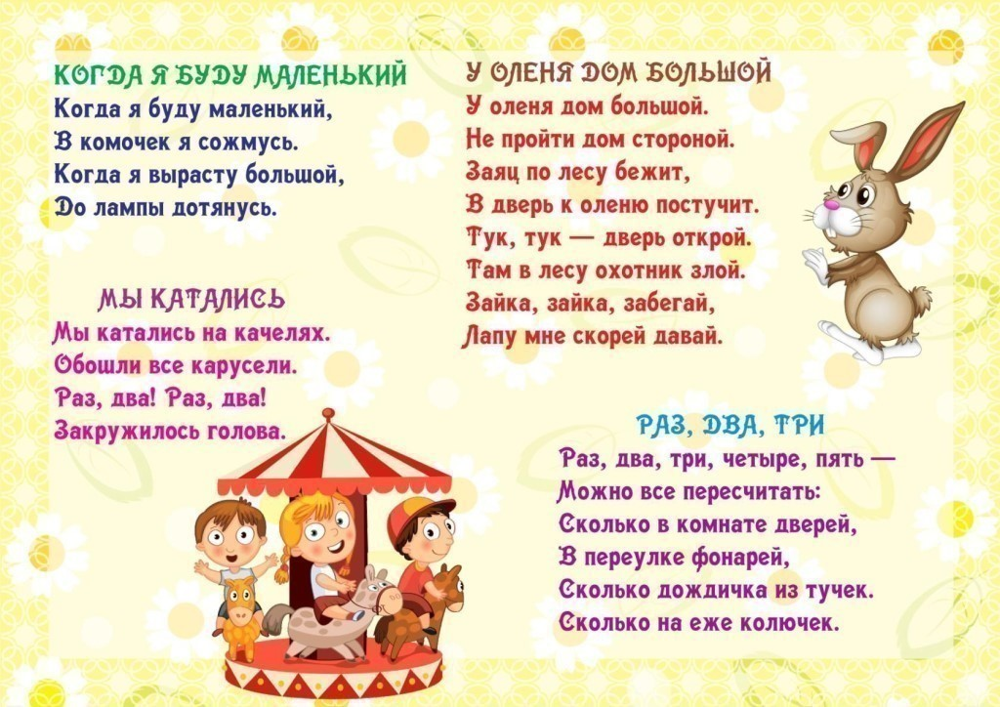 КОГДА Я БУДУ МАЛЕНЬКИЙ
Когда я буду маленький,
В комочек я сожмусь.
Когда я вырасту большой,
До лампы дотянусь.
МЫ КАТАЛИСЬ
Мы катались на качелях.
Обошли все карусели.
Раз, два! Раз, два!
Закружилось голова.
У ОЛЕНЯ ДОМ БОЛЬШОЙ
У оленя дом большой.
Не пройти дом стороной.
Заяц по лесу бежит,
В дверь к оленю постучит.
Тук, тук — дверь открой.
Там в лесу охотник злой.
Зайка, зайка, забегай,
Лапу мне скорей давай.
РАЗ, ДВА, ТРИ
Раз, два, три, четыре, пять —
Можно все пересчитать:
Сколько в комнате дверей,
В переулке фонарей,
Сколько дождичка из тучек.
Сколько на еже колючек.